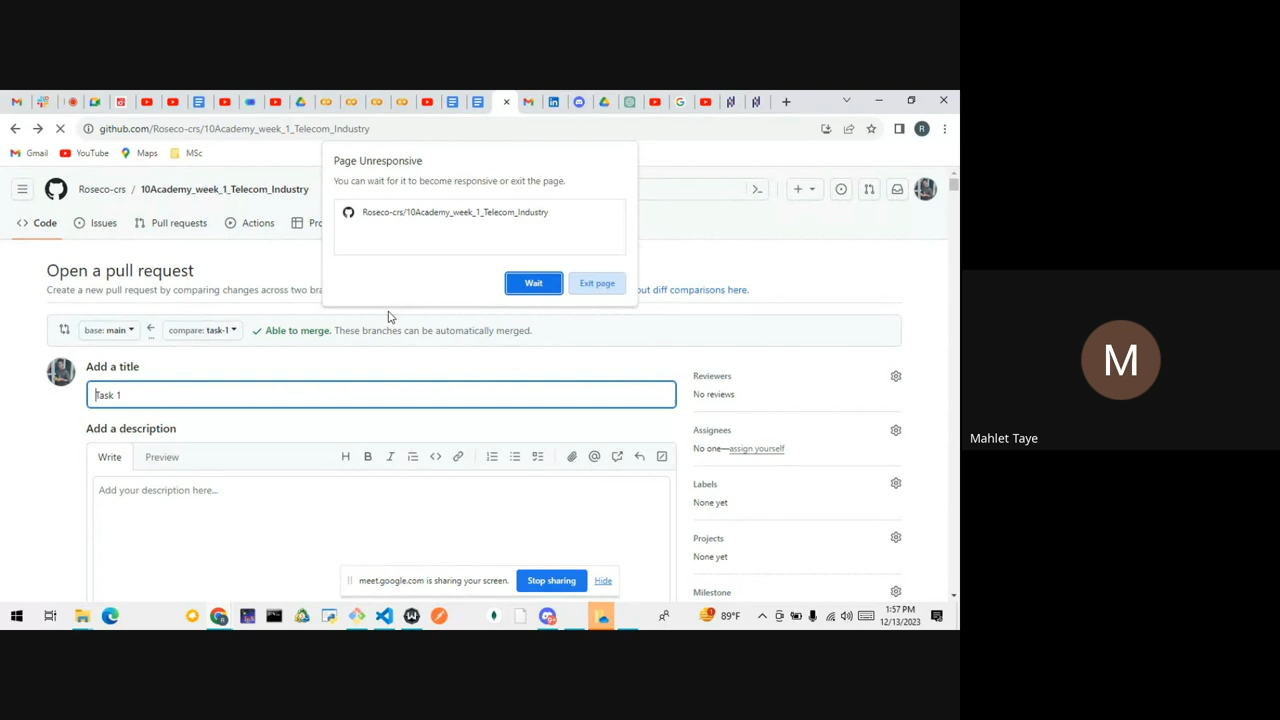 github.com/Roseco-crs/10Academy_week_1_Telecom_Industry
Gmail YouTube Maps MSc
Page Unresponsive
You can wait for it to become responsive or exit the page.
Roseco-crs/10Academy_week_1_Telecom_Industry
Wait Exit page
Roseco-crs / 10Academy_week_1_Telecom_Industry
Code Issues Pull requests Actions Pro
Open a pull request
Create a new pull request by comparing changes across two bra
out diff comparisons here.
base: main compare: task-1 Able to merge. These branches can be automatically merged.
Add a title
Task 1
Add a description
Write Preview
Add your description here...
Reviewers
No reviews
Assignees
No one—assign yourself
Labels
None yet
Projects
None yet
Milestone
meet.google.com is sharing your screen. Stop sharing Hide
89°F
1:57 PM
12/13/2023
M
Mahlet Taye